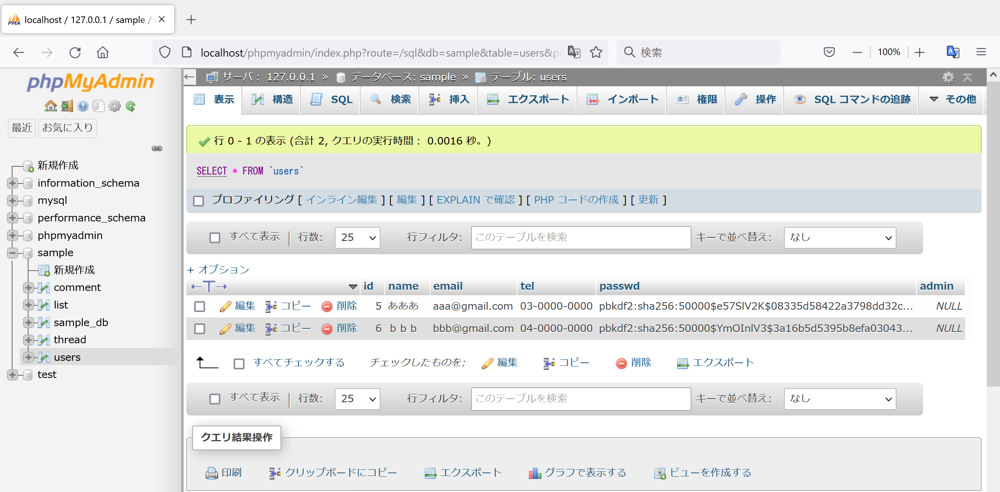 localhost / 127.0.0.1 / sample /
localhost/phpmyadmin/index.php?route=/sql&db=sample&table=users&
検索
100%
phpMyAdmin
最近
お気に入り
新規作成
information_schema
mysql
performance_schema
phpmyadmin
sample
新規作成
comment
list
sample_db
thread
users
test
サーバ： 127.0.0.1 » データベース: sample » テーブル: users
表示 構造 SQL 検索 挿入 エクスポート インポート 権限 操作 SQL コマンドの追跡 その他
行 0 - 1 の表示 (合計 2, クエリの実行時間： 0.0016 秒。)
SELECT * FROM `users`
プロファイリング [ インライン編集 ] [ 編集 ] [ EXPLAIN で確認 ] [ PHP コードの作成 ] [ 更新 ]
すべて表示 | 行数: 25 行フィルタ: このテーブルを検索 キーで並べ替え: なし
+ オプション
←T→ id name email tel passwd admin
編集 コピー 削除 5 あああ aaa@gmail.com 03-0000-0000 pbkdf2:sha256:50000$e57SlV2K$08335d58422a3798dd32c... NULL
編集 コピー 削除 6 ｂｂｂ bbb@gmail.com 04-0000-0000 pbkdf2:sha256:50000$YmOInlV3$3a16b5d5395b8efa03043... NULL
すべてチェックする チェックしたものを: 編集 コピー 削除 エクスポート
すべて表示 | 行数: 25 行フィルタ: このテーブルを検索 キーで並べ替え: なし
クエリ結果操作
印刷 クリップボードにコピー エクスポート グラフで表示する ビューを作成する